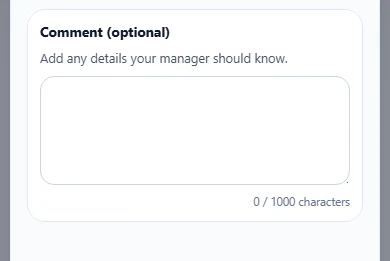 Comment (optional)
Add any details your manager should know.
0 / 1000 characters